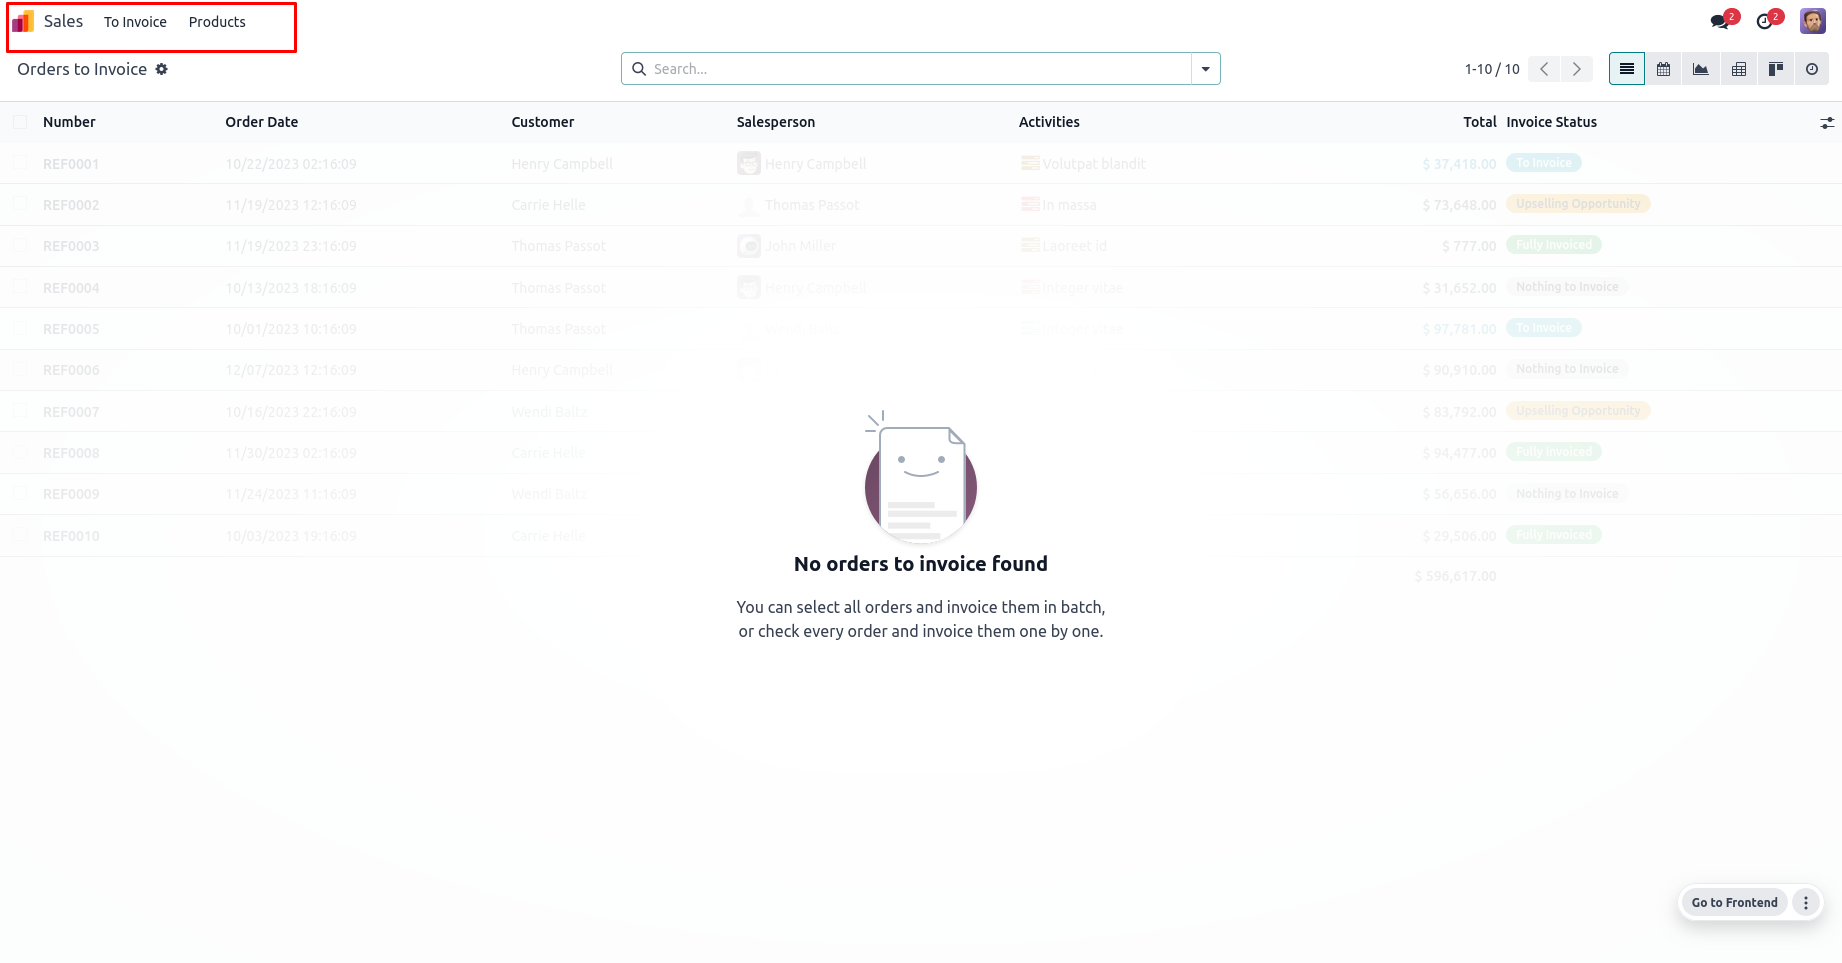 Sales To Invoice Products 2 2
Orders to Invoice Search... 1-10 / 10
Number Order Date Customer Salesperson Activities Total Invoice Status
REF0001 10/22/2023 02:16:09 Henry Campbell Henry Campbell Volutpat blandit $ 37,418.00 To Invoice
REF0002 11/19/2023 12:16:09 Carrie Helle Thomas Passot In massa $ 73,648.00 Upselling Opportunity
REF0003 11/19/2023 23:16:09 Thomas Passot John Miller Laoreet id $ 777.00 Fully Invoiced
REF0004 10/13/2023 18:16:09 Thomas Passot Henry Campbell Integer vitae $ 31,652.00 Nothing to Invoice
REF0005 10/01/2023 10:16:09 Thomas Passot Wendi Baltz Integer vitae $ 97,781.00 To Invoice
REF0006 12/07/2023 12:16:09 Henry Campbell $ 90,910.00 Nothing to Invoice
REF0007 10/16/2023 22:16:09 Wendi Baltz $ 83,792.00 Upselling Opportunity
REF0008 11/30/2023 02:16:09 Carrie Helle $ 94,477.00 Fully Invoiced
REF0009 11/24/2023 11:16:09 Wendi Baltz $ 56,656.00 Nothing to Invoice
REF0010 10/03/2023 19:16:09 Carrie Helle $ 29,506.00 Fully Invoiced
$ 596,617.00
No orders to invoice found
You can select all orders and invoice them in batch,
or check every order and invoice them one by one.
Go to Frontend